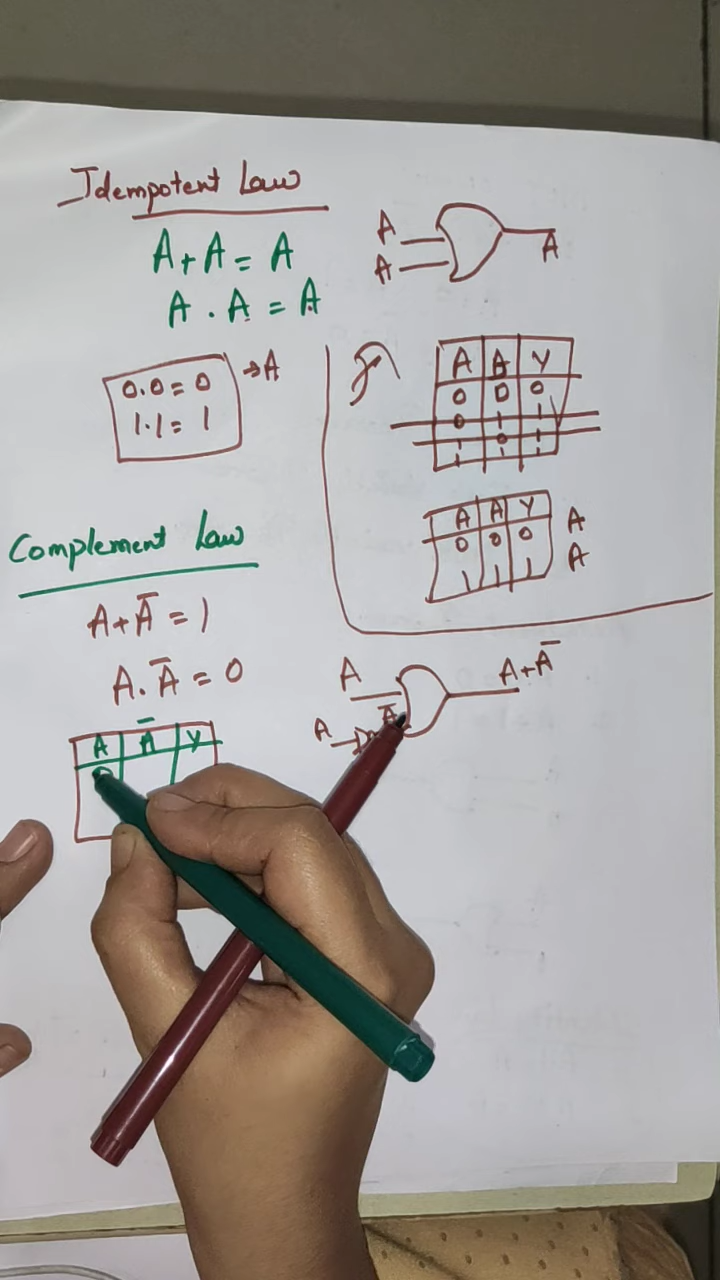 Idempotent Law
A+A = A
A . A = A
0.0 = 0
1.1 = 1
→A
A
A
A
A A Y
0 0 0
0 1 1
1 0 1
1 1 1
A A Y
0 0 0
1 1 1
A
A
Complement Law
A+Ā = 1
A.Ā = 0
A Ā Y
0
A
A
Ā
A+Ā